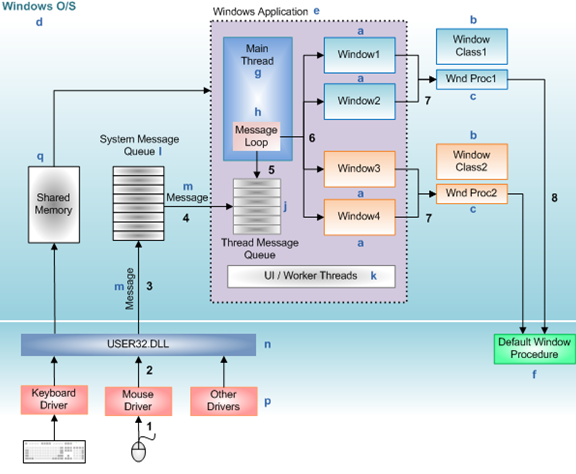 Windows O/S
d
Windows Application e
Main
Thread
g
h
Message
Loop
a
Window1
a
Window2
b
Window
Class1
Wnd Proc1
c
7
6
5
System Message
Queue l
q
Shared
Memory
m
Message
4
j
Thread Message
Queue
Window3
a
Window4
a
b
Window
Class2
Wnd Proc2
c
7
8
UI / Worker Threads k
m
Message
3
USER32.DLL
n
Default Window
Procedure
f
2
Keyboard
Driver
Mouse
Driver
Other
Drivers
p
1